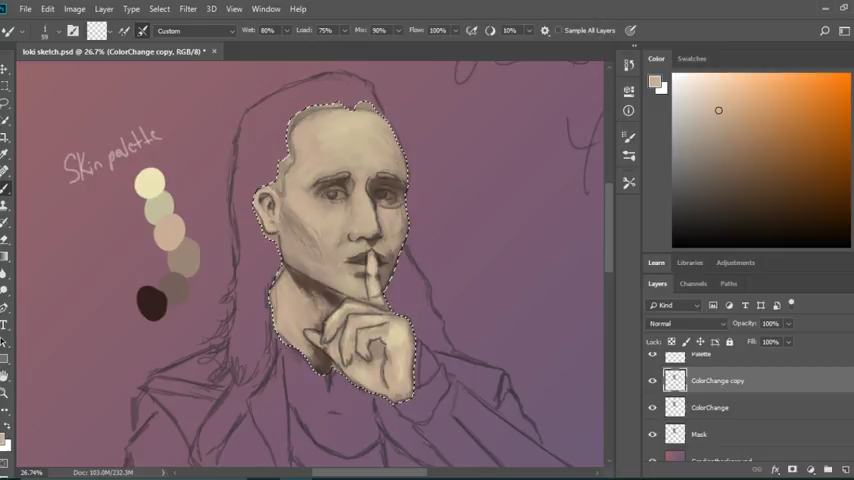 File Edit Image Layer Type Select Filter 3D View Window Help
59 Custom Web: 80% Load: 75% Mix: 90% Flow: 100% 10% Sample All Layers
loki sketch.psd @ 26.7% (ColorChange copy, RGB/8) * ×
Color Swatches
Skin palette
Learn Libraries Adjustments
Layers Channels Paths
Kind
Normal Opacity: 100%
Lock: Fill: 100%
Palette
ColorChange copy
ColorChange
Mask
26.74% Doc: 103.0M/232.3M